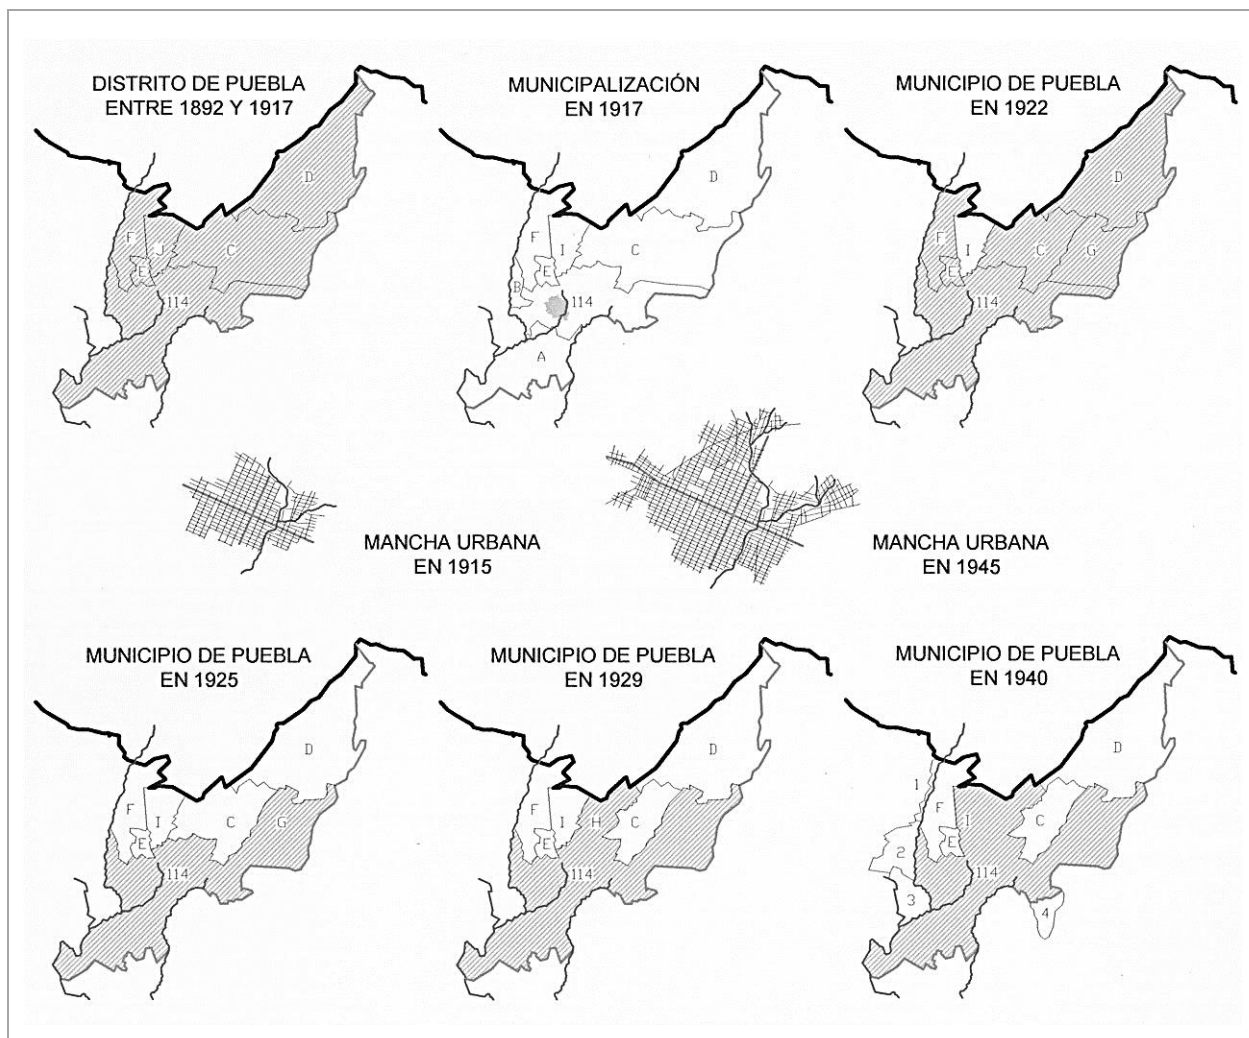 DISTRITO DE PUEBLA
ENTRE 1892 Y 1917
D
F
J
C
E
114
MUNICIPALIZACIÓN
EN 1917
D
F
I
C
E
B
114
A
MUNICIPIO DE PUEBLA
EN 1922
D
F
I
C
G
E
114
MANCHA URBANA
EN 1915
MANCHA URBANA
EN 1945
MUNICIPIO DE PUEBLA
EN 1925
D
F
I
C
G
E
114
MUNICIPIO DE PUEBLA
EN 1929
D
F
I
H
C
E
114
MUNICIPIO DE PUEBLA
EN 1940
D
1
F
I
C
E
2
114
3
4